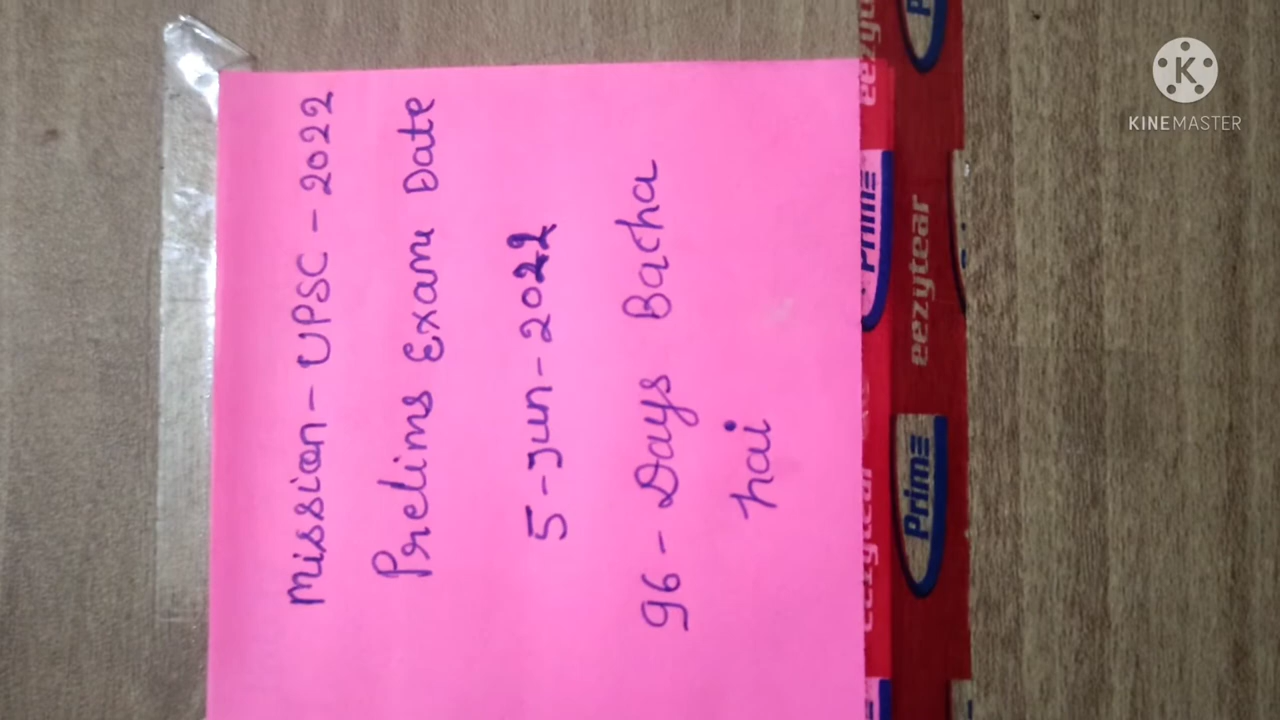 Mission - UPSC - 2022
Prelims Exam Date
5 - Jun - 2022
96 - Days Bacha
hai
eezytear
Prime
eezytear
Prime
eezytear
Prime
KINEMASTER